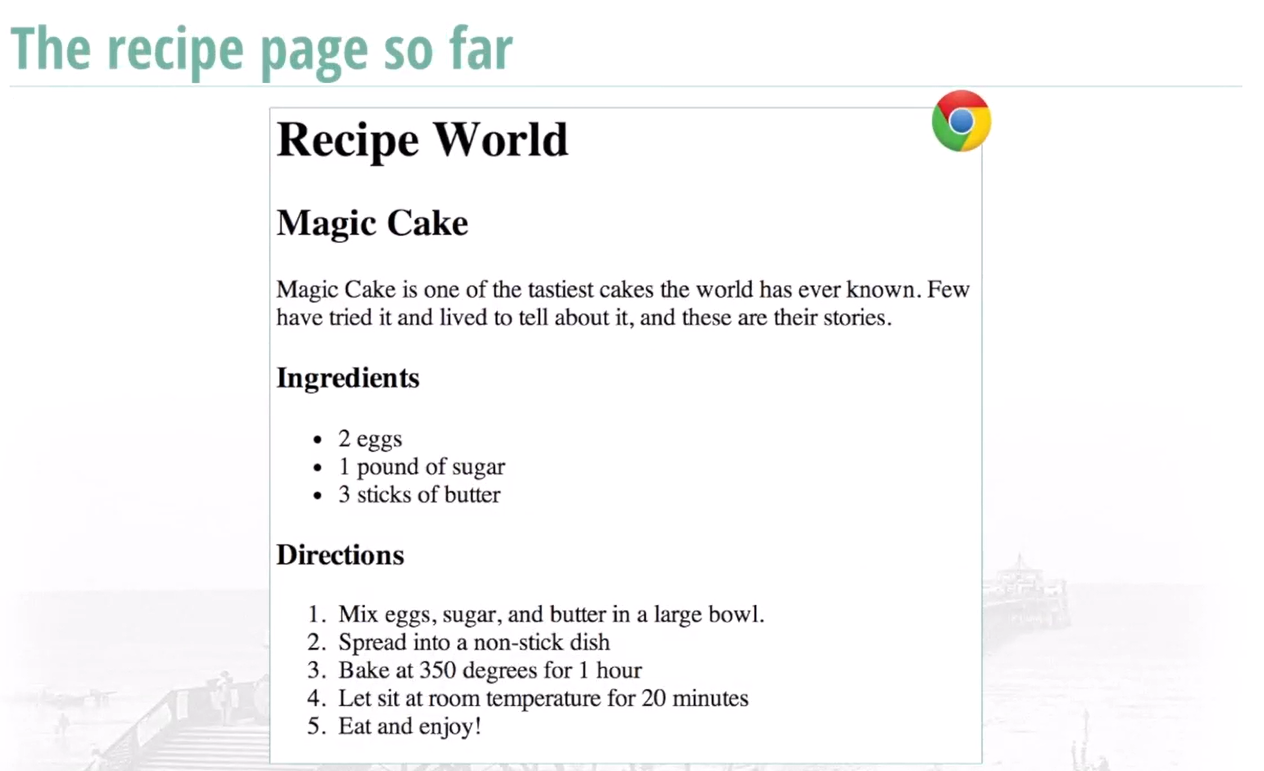 The recipe page so far
Recipe World
Magic Cake
Magic Cake is one of the tastiest cakes the world has ever known. Few
have tried it and lived to tell about it, and these are their stories.
Ingredients
• 2 eggs
• 1 pound of sugar
• 3 sticks of butter
Directions
1. Mix eggs, sugar, and butter in a large bowl.
2. Spread into a non-stick dish
3. Bake at 350 degrees for 1 hour
4. Let sit at room temperature for 20 minutes
5. Eat and enjoy!